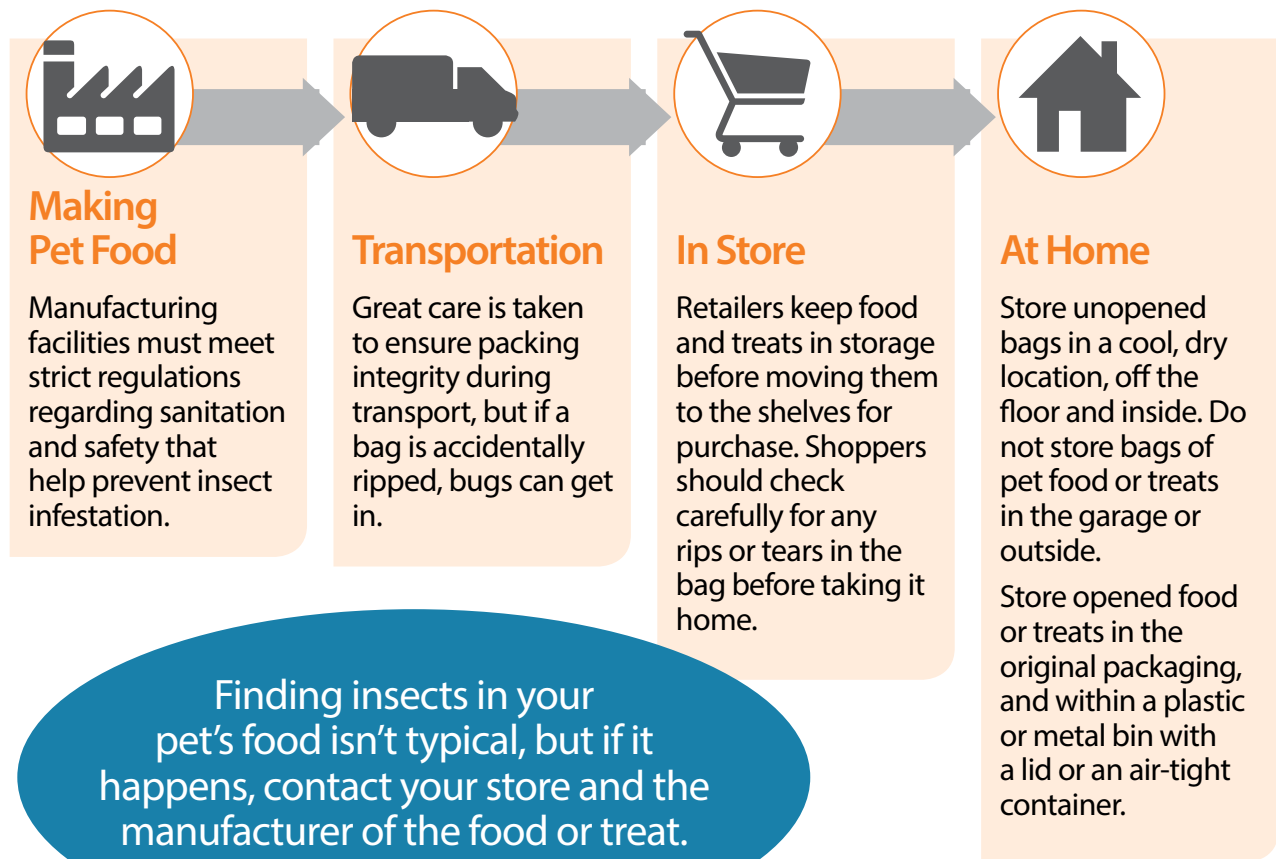 Making
Pet Food
Manufacturing
facilities must meet
strict regulations
regarding sanitation
and safety that
help prevent insect
infestation.
Transportation
Great care is taken
to ensure packing
integrity during
transport, but if a
bag is accidentally
ripped, bugs can get
in.
In Store
Retailers keep food
and treats in storage
before moving them
to the shelves for
purchase. Shoppers
should check
carefully for any
rips or tears in the
bag before taking it
home.
At Home
Store unopened
bags in a cool, dry
location, off the
floor and inside. Do
not store bags of
pet food or treats
in the garage or
outside.
Store opened food
or treats in the
original packaging,
and within a plastic
or metal bin with
a lid or an air-tight
container.
Finding insects in your
pet’s food isn’t typical, but if it
happens, contact your store and the
manufacturer of the food or treat.